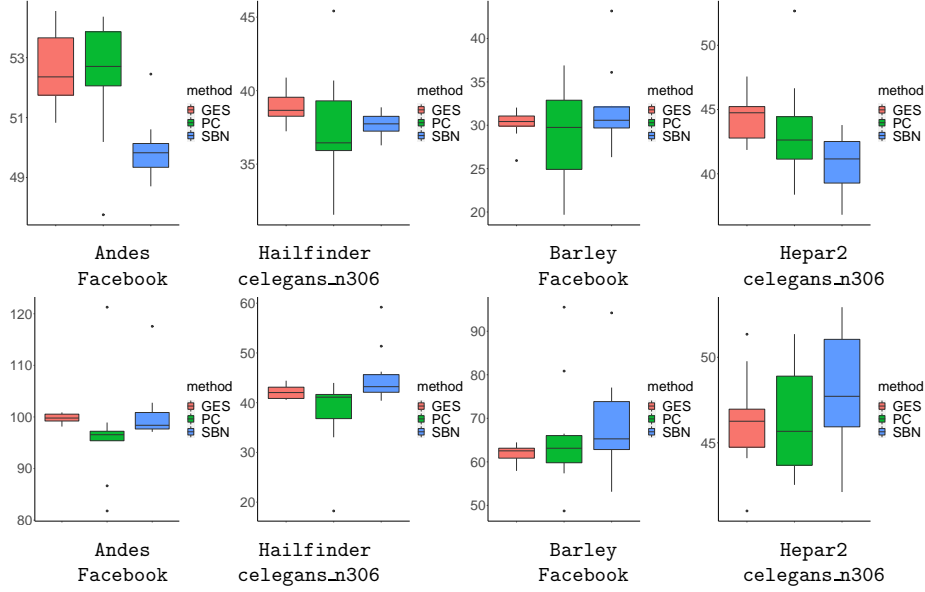 53
51
49
method
GES
PC
SBN
Andes
Facebook
45
40
35
method
GES
PC
SBN
Hailfinder
celegans_n306
40
35
30
25
20
method
GES
PC
SBN
Barley
Facebook
50
45
40
method
GES
PC
SBN
Hepar2
celegans_n306
120
110
100
90
80
method
GES
PC
SBN
Andes
Facebook
60
50
40
30
20
method
GES
PC
SBN
Hailfinder
celegans_n306
90
80
70
60
50
method
GES
PC
SBN
Barley
Facebook
50
45
method
GES
PC
SBN
Hepar2
celegans_n306